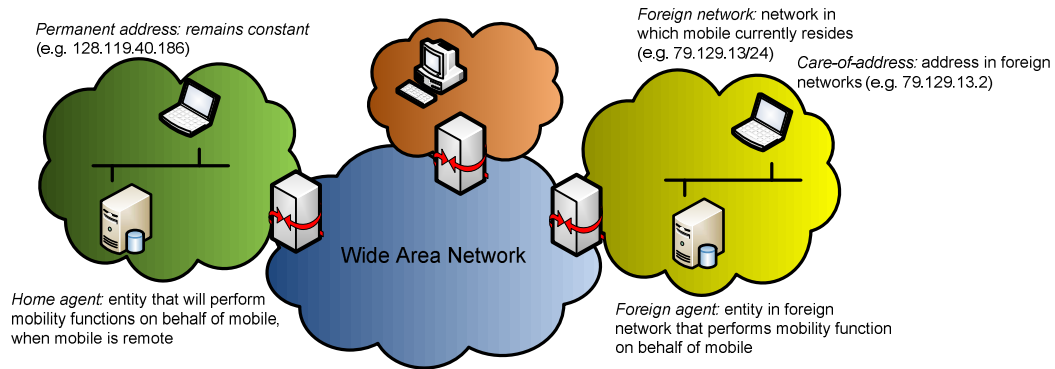 Permanent address: remains constant
(e.g. 128.119.40.186)
Foreign network: network in
which mobile currently resides
(e.g. 79.129.13/24)
Care-of-address: address in foreign
networks (e.g. 79.129.13.2)
Wide Area Network
Home agent: entity that will perform
mobility functions on behalf of mobile,
when mobile is remote
Foreign agent: entity in foreign
network that performs mobility function
on behalf of mobile